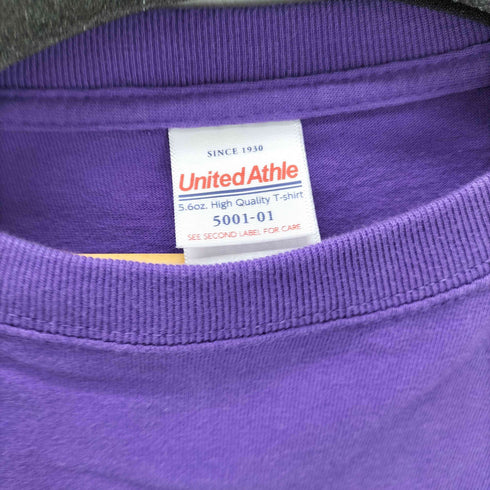 SINCE 1930
United Athle
5.6oz. High Quality T-shirt
5001-01
SEE SECOND LABEL FOR CARE